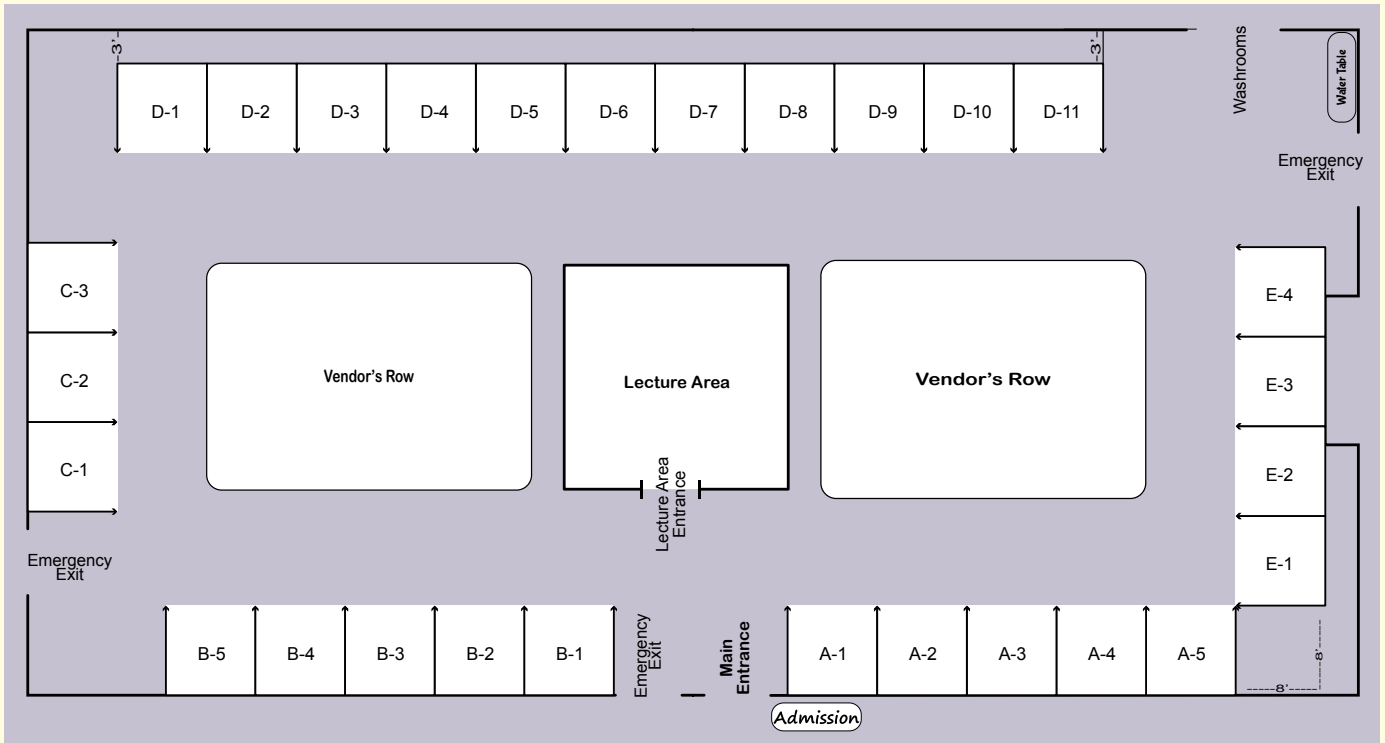 -3'-
-3'-
Washrooms
Water Table
D-1
D-2
D-3
D-4
D-5
D-6
D-7
D-8
D-9
D-10
D-11
Emergency
Exit
C-3
C-2
C-1
Vendor's Row
Lecture Area
Vendor's Row
E-4
E-3
E-2
E-1
Lecture Area
Entrance
Emergency
Exit
B-5
B-4
B-3
B-2
B-1
Emergency
Exit
Main
Entrance
A-1
A-2
A-3
A-4
A-5
8'
8'
Admission